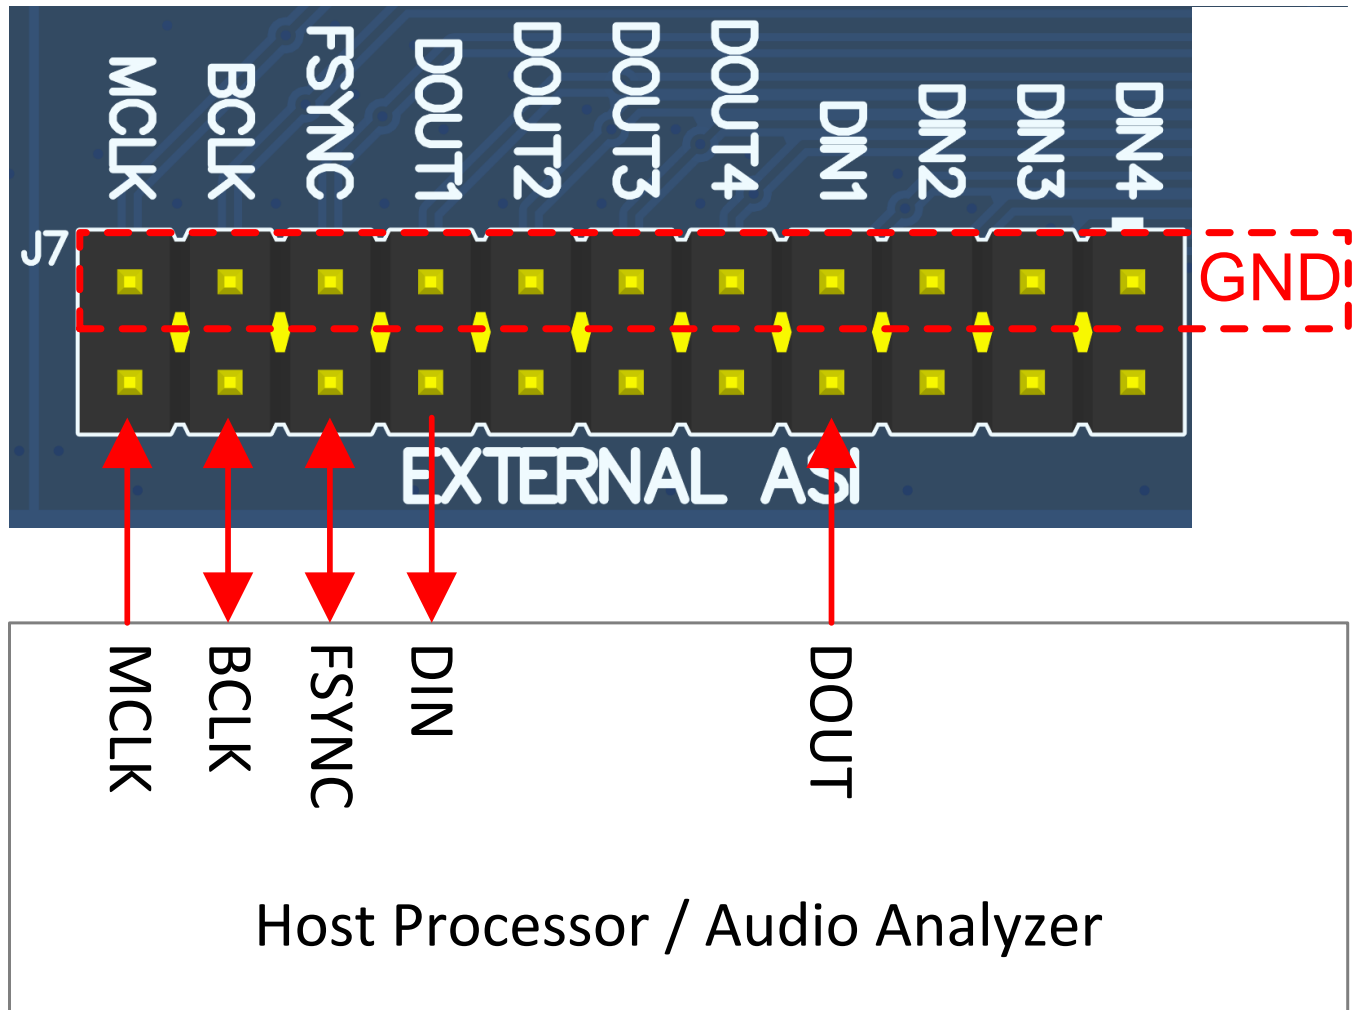 MCLK
BCLK
FSYNC
DOUT1
DOUT2
DOUT3
DOUT4
DIN1
DIN2
DIN3
DIN4
J7
GND
EXTERNAL ASI
MCLK
BCLK
FSYNC
DIN
DOUT
Host Processor / Audio Analyzer